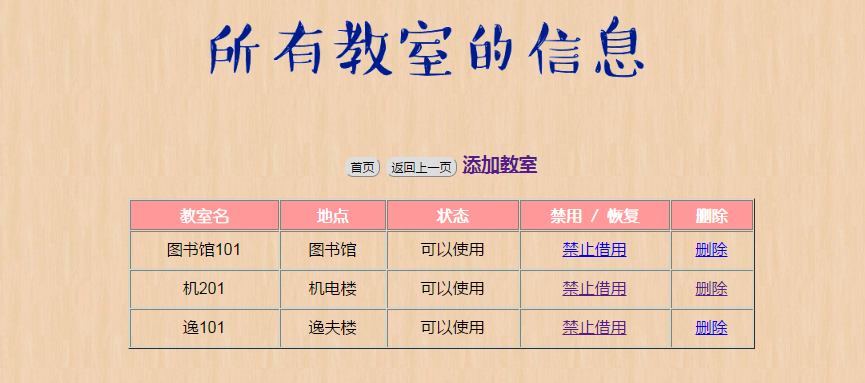 所有教室的信息
首页 返回上一页 添加教室
教室名 地点 状态 禁用 / 恢复 删除
图书馆101 图书馆 可以使用 禁止借用 删除
机201 机电楼 可以使用 禁止借用 删除
逸101 逸夫楼 可以使用 禁止借用 删除